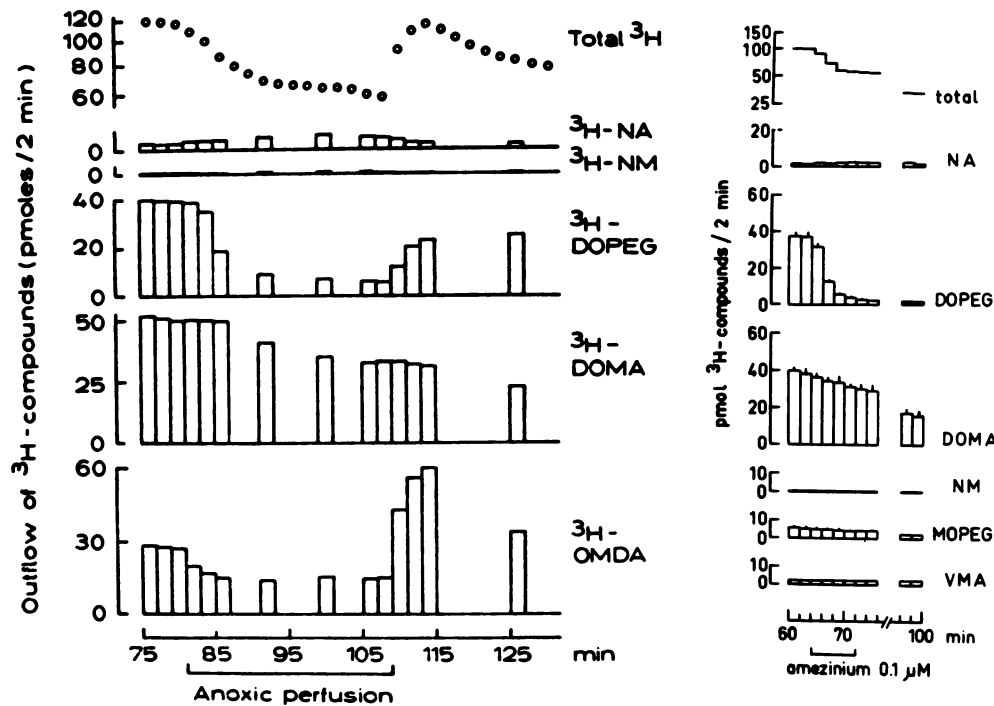 Outflow of ³H-compounds (pmoles/2 min)
120
100
80
60
Total ³H
0
³H-NA
0
³H-NM
40
20
0
³H-
DOPEG
50
25
0
³H-
DOMA
60
30
0
³H-
OMDA
75 85 95 105 115 125 min
Anoxic perfusion
pmol ³H-compounds / 2 min
150
100
50
25
total
20
0
NA
60
40
20
0
DOPEG
60
40
20
0
DOMA
10
0
NM
10
0
MOPEG
10
0
VMA
60 70 100 min
amezinium 0.1 µM